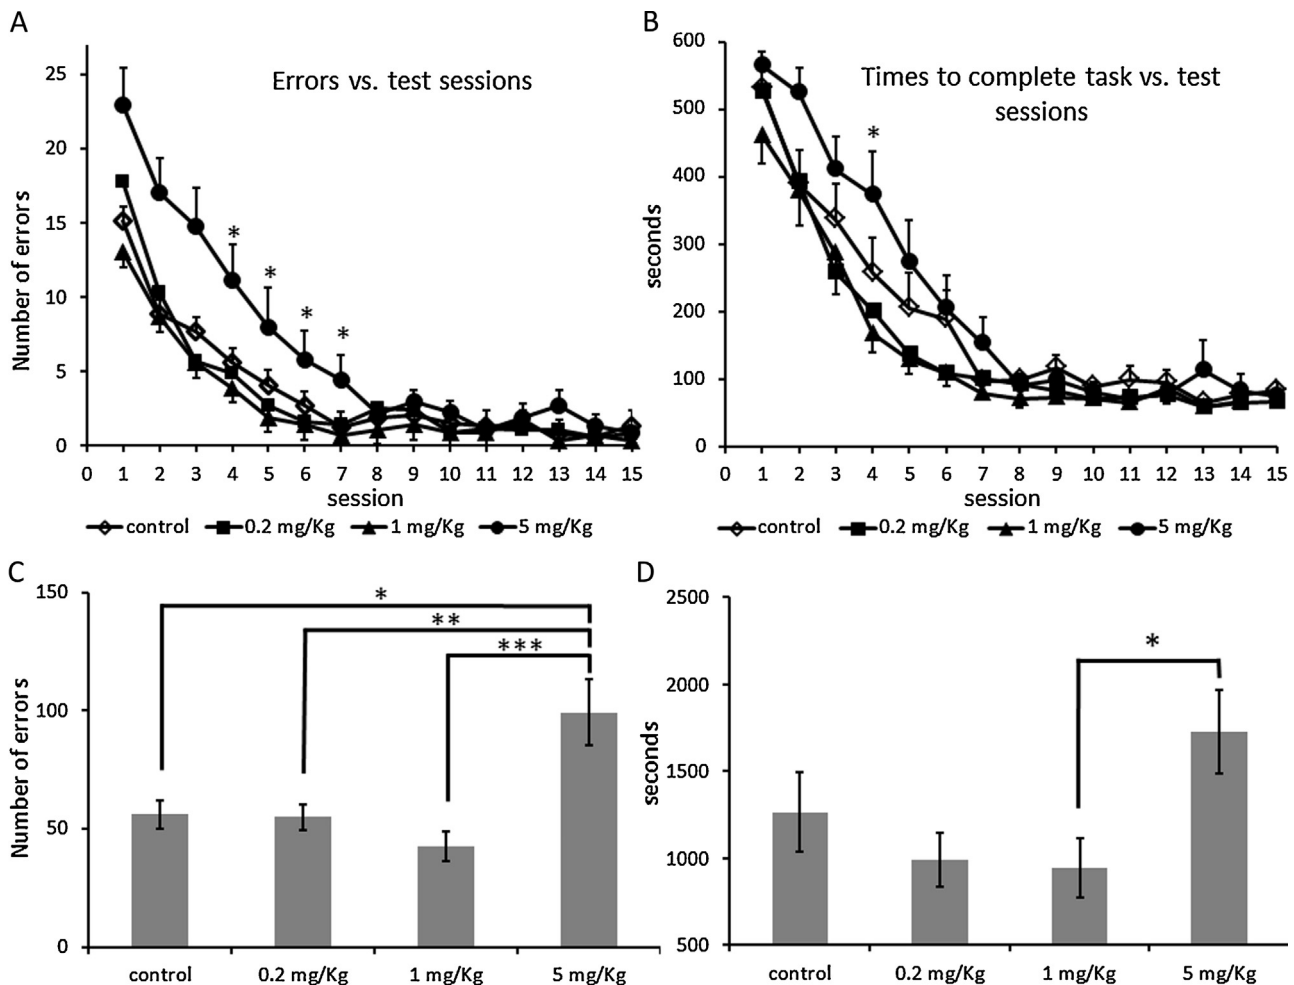 A
Errors vs. test sessions
Number of errors
25
20
15
10
5
0
* * * *
0 1 2 3 4 5 6 7 8 9 10 11 12 13 14 15
session
control 0.2 mg/Kg 1 mg/Kg 5 mg/Kg
B
Times to complete task vs. test
sessions
seconds
600
500
400
300
200
100
0
*
0 1 2 3 4 5 6 7 8 9 10 11 12 13 14 15
session
control 0.2 mg/Kg 1 mg/Kg 5 mg/Kg
C
Number of errors
150
100
50
0
*
**
***
control 0.2 mg/Kg 1 mg/Kg 5 mg/Kg
D
seconds
2500
2000
1500
1000
500
*
control 0.2 mg/Kg 1 mg/Kg 5 mg/Kg